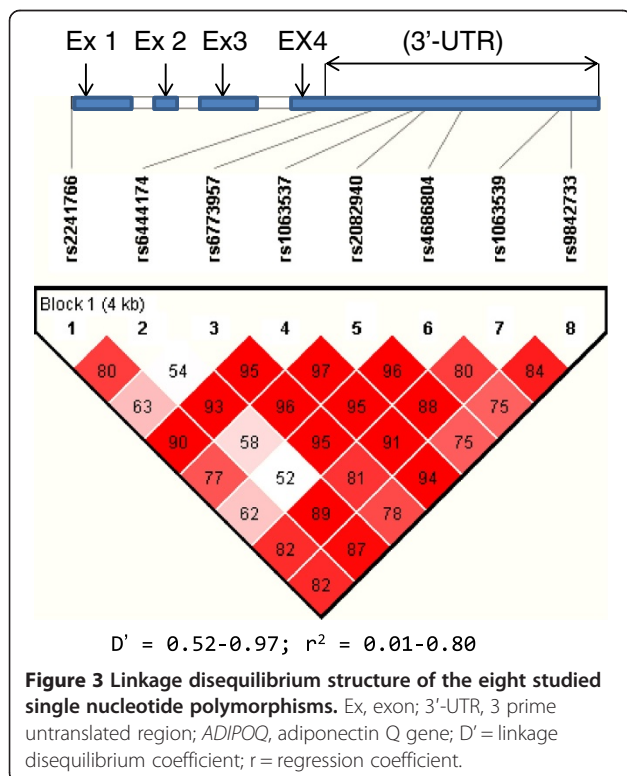 Ex 1 Ex 2 Ex3 EX4 (3'-UTR)
rs2241766 rs6444174 rs6773957 rs1063537 rs2082940 rs4686804 rs1063539 rs9842733
Block 1 (4 kb)
1 2 3 4 5 6 7 8
80 54 95 97 96 80 84
63 93 96 95 88 75
90 58 95 91 75
77 52 81 94
62 89 78
82 87
82
D' = 0.52-0.97; r² = 0.01-0.80
Figure 3 Linkage disequilibrium structure of the eight studied
single nucleotide polymorphisms. Ex, exon; 3′-UTR, 3 prime
untranslated region; ADIPOQ, adiponectin Q gene; D′ = linkage
disequilibrium coefficient; r = regression coefficient.